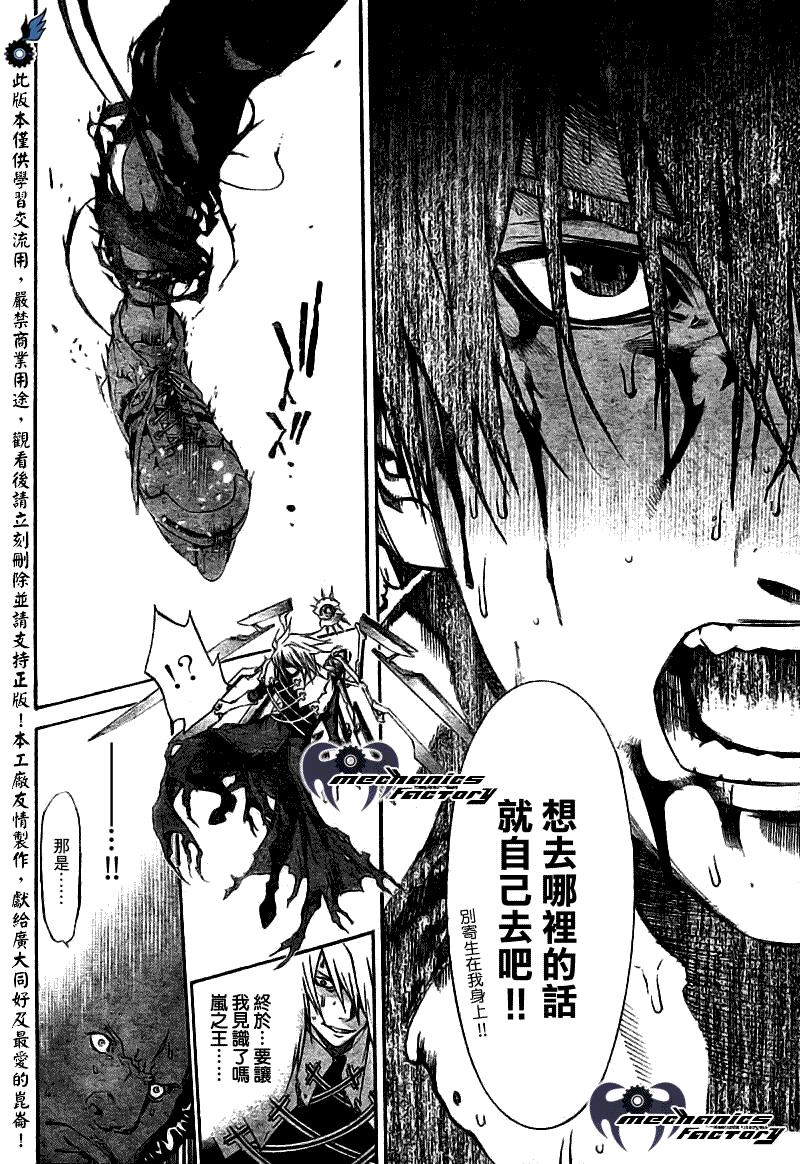 想去哪裡的話
就自己去吧!!
別寄生在我身上!!
!?
終於…要讓
我見識了嗎
嵐之王……
——…!!
那是……
mechanics
factory
mechanics
factory
此版本僅供學習交流用，嚴禁商業用途，觀看後請立刻刪除並請支持正版！本工廠友情製作，獻給廣大同好及最愛的崑崙！